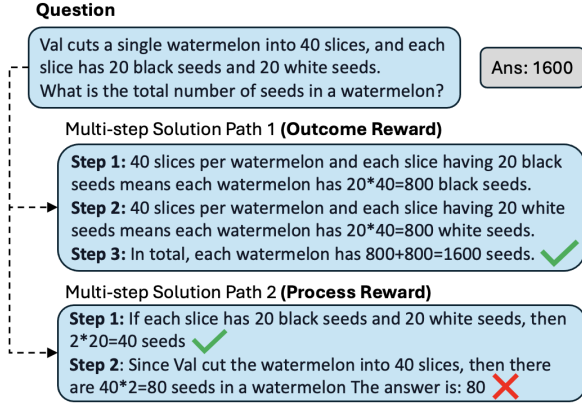 Question
Val cuts a single watermelon into 40 slices, and each
slice has 20 black seeds and 20 white seeds.
What is the total number of seeds in a watermelon?
Ans: 1600
Multi-step Solution Path 1 (Outcome Reward)
Step 1: 40 slices per watermelon and each slice having 20 black
seeds means each watermelon has 20*40=800 black seeds.
Step 2: 40 slices per watermelon and each slice having 20 white
seeds means each watermelon has 20*40=800 white seeds.
Step 3: In total, each watermelon has 800+800=1600 seeds.
Multi-step Solution Path 2 (Process Reward)
Step 1: If each slice has 20 black seeds and 20 white seeds, then
2*20=40 seeds
Step 2: Since Val cut the watermelon into 40 slices, then there
are 40*2=80 seeds in a watermelon The answer is: 80